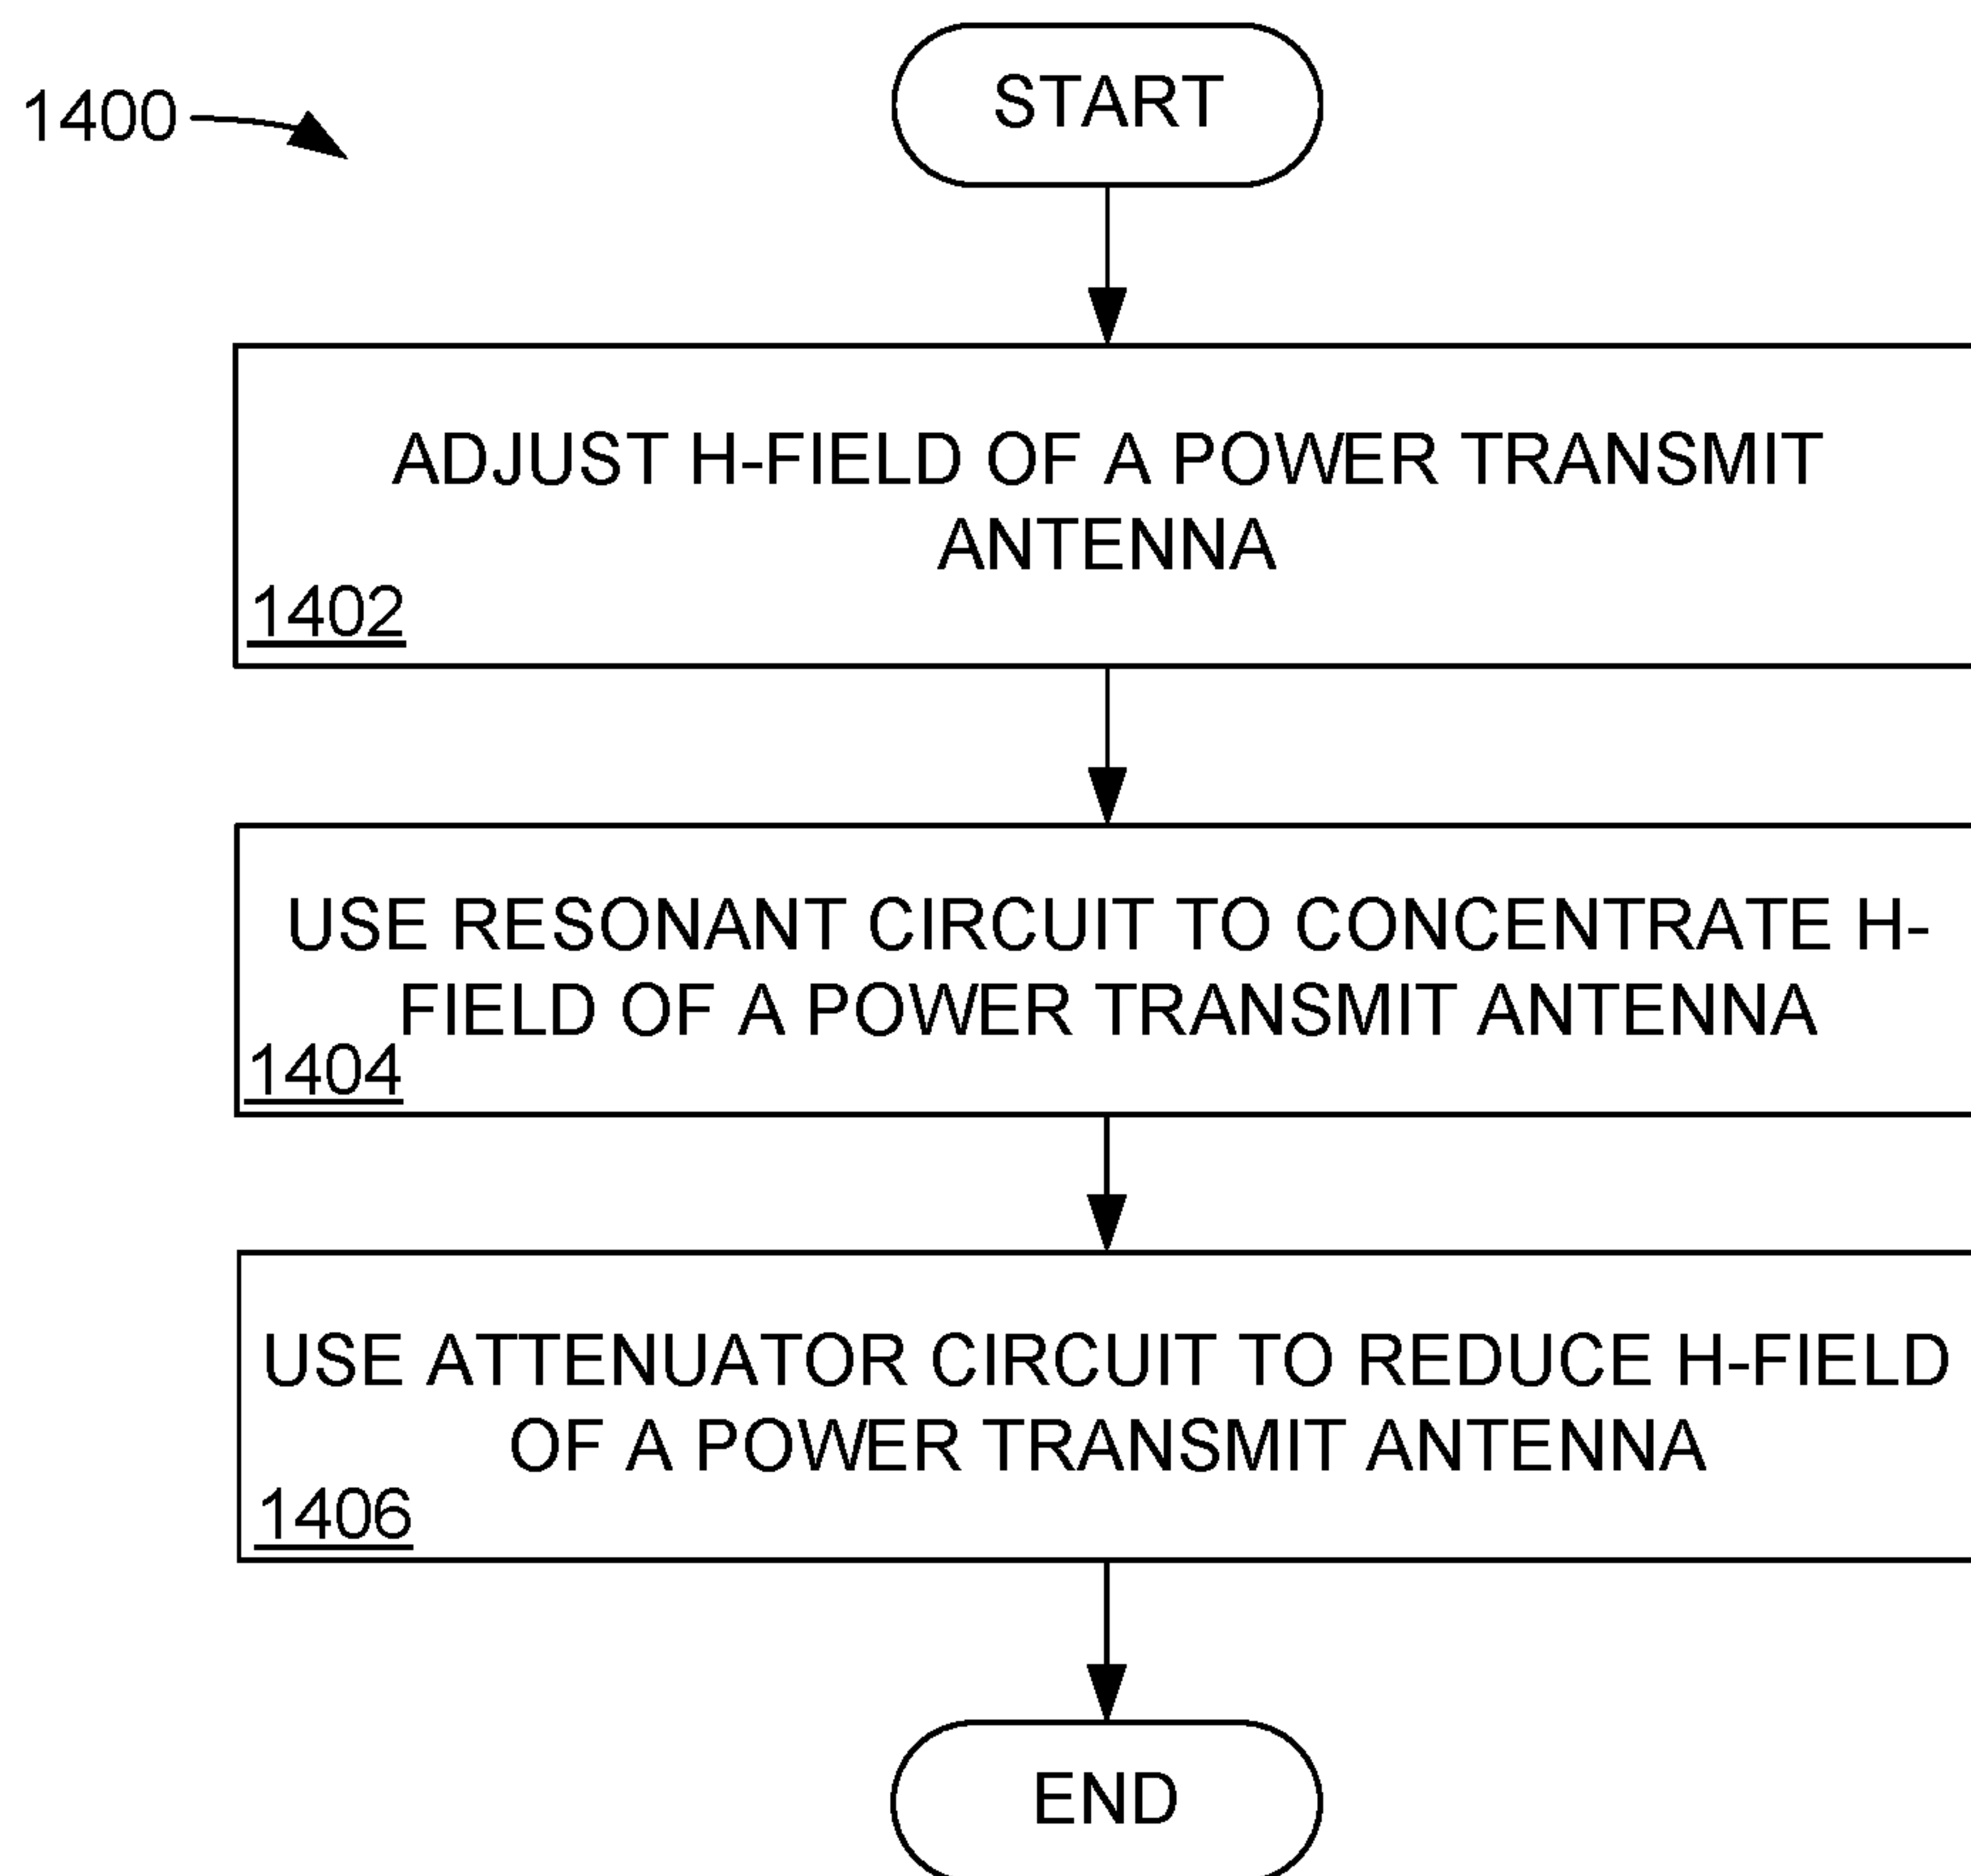 1400
START
ADJUST H-FIELD OF A POWER TRANSMIT
ANTENNA
1402
USE RESONANT CIRCUIT TO CONCENTRATE H-
FIELD OF A POWER TRANSMIT ANTENNA
1404
USE ATTENUATOR CIRCUIT TO REDUCE H-FIELD
OF A POWER TRANSMIT ANTENNA
1406
END